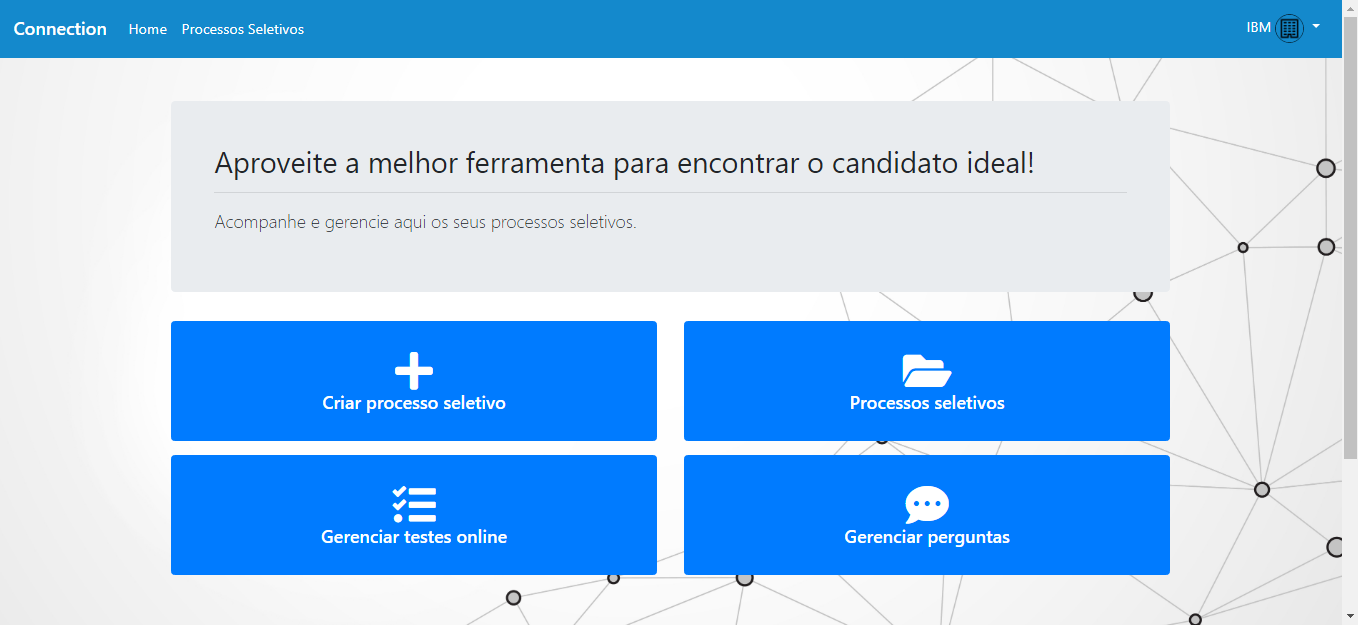 Connection Home Processos Seletivos IBM
Aproveite a melhor ferramenta para encontrar o candidato ideal!
Acompanhe e gerencie aqui os seus processos seletivos.
Criar processo seletivo
Processos seletivos
Gerenciar testes online
Gerenciar perguntas